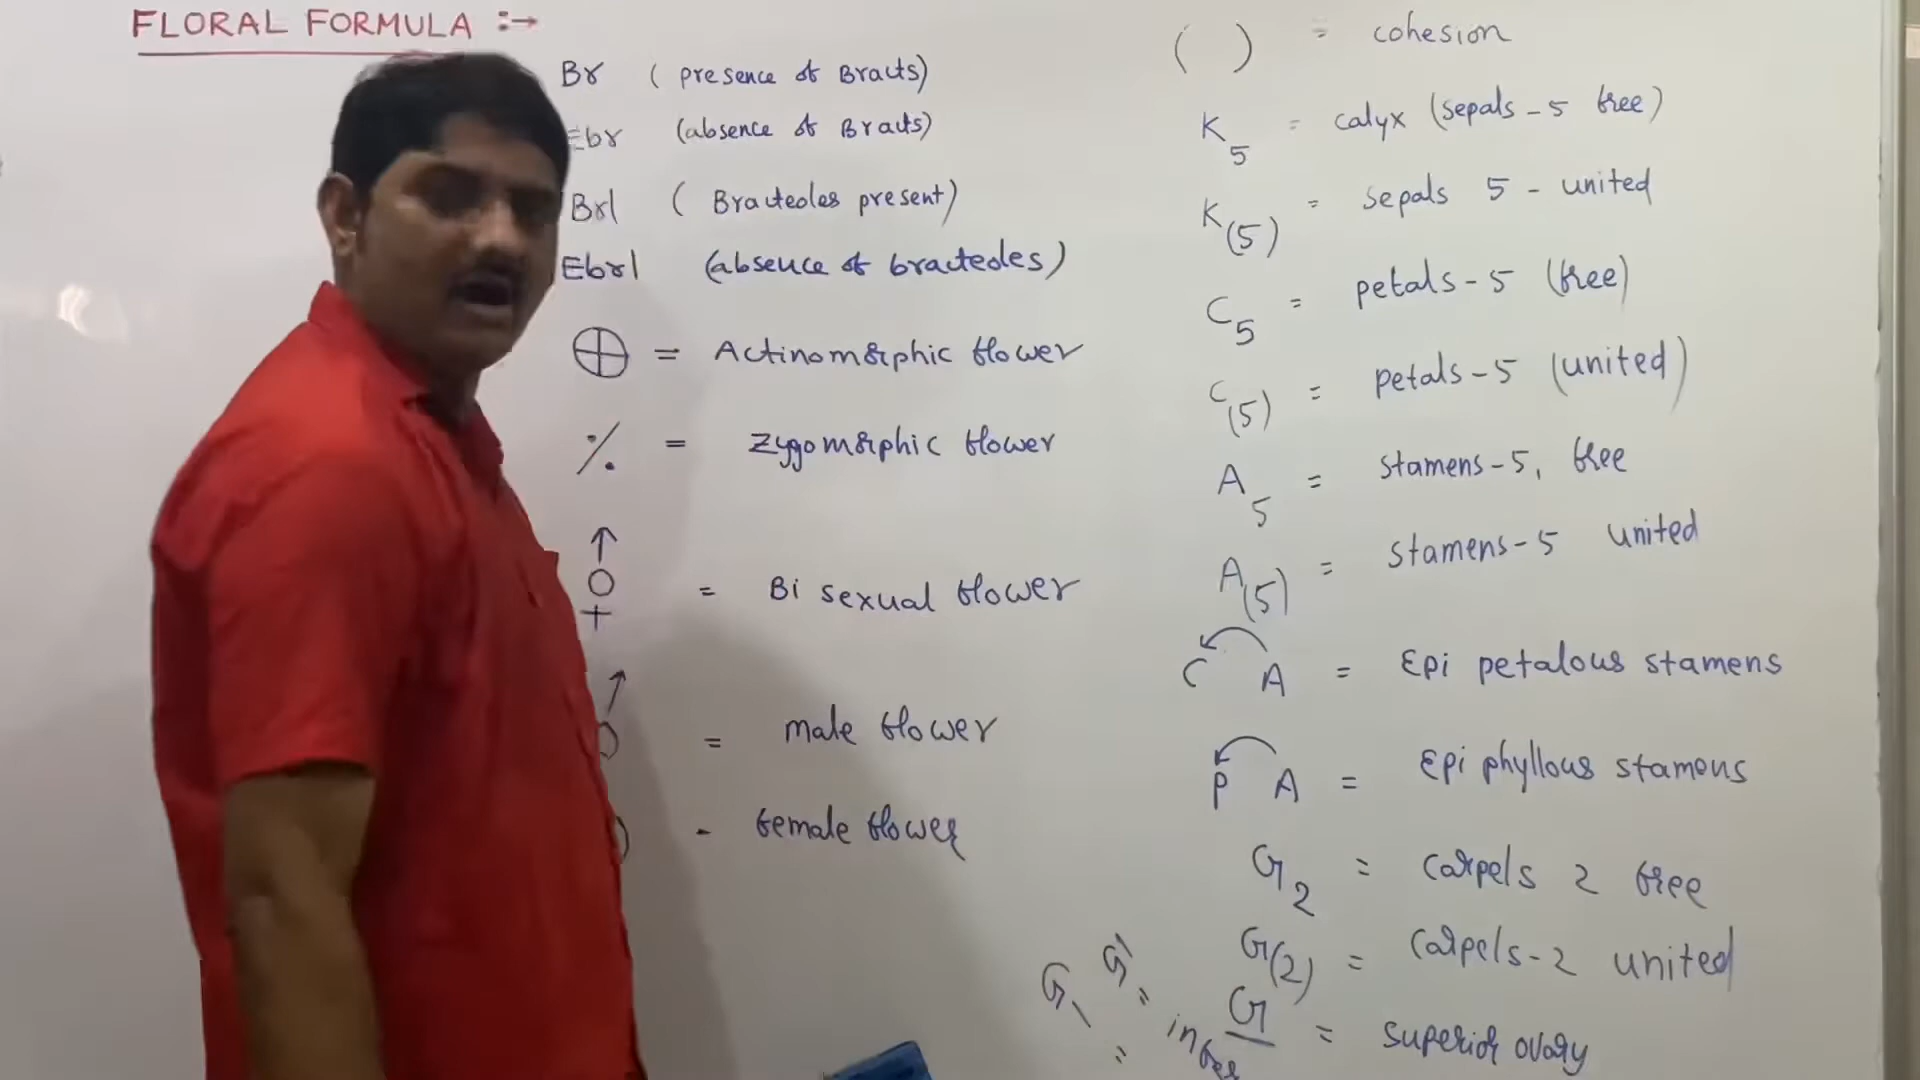 FLORAL FORMULA :→
Br ( presence of Bracts)
Ebr (absence of Bracts)
Brl ( Bracteoles present)
Ebrl (absence of bracteoles)
⊕ = Actinomorphic flower
% = Zygomorphic flower
= Bi sexual flower
= male flower
- female flower
( ) = cohesion
K5 = calyx (sepals - 5 free)
K(5) = sepals 5 - united
C5 = petals - 5 (free)
C(5) = petals - 5 (united)
A5 = stamens - 5, free
A(5) = stamens - 5 united
C A = Epi petalous stamens
P A = Epi phyllous stamens
G2 = carpels 2 free
G(2) = carpels - 2 united
G = superior ovary
G
G =
=